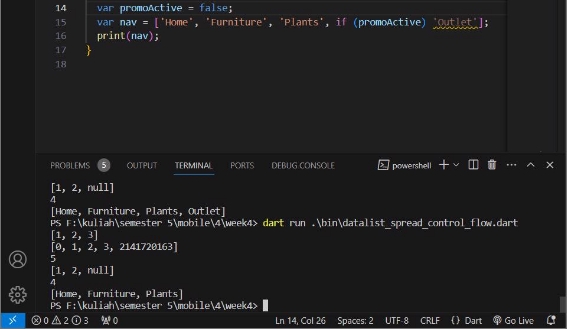 14 var promoActive = false;
15 var nav = ['Home', 'Furniture', 'Plants', if (promoActive) 'Outlet'];
16 print(nav);
17 }
18
PROBLEMS 5 OUTPUT TERMINAL PORTS DEBUG CONSOLE powershell
[1, 2, null]
4
[Home, Furniture, Plants, Outlet]
PS F:\kuliah\semester 5\mobile\4\week4> dart run .\bin\datalist_spread_control_flow.dart
[1, 2, 3]
[0, 1, 2, 3, 2141720163]
5
[1, 2, null]
4
[Home, Furniture, Plants]
PS F:\kuliah\semester 5\mobile\4\week4>
0 2 3 0 Ln 14, Col 26 Spaces: 2 UTF-8 CRLF {} Dart Go Live